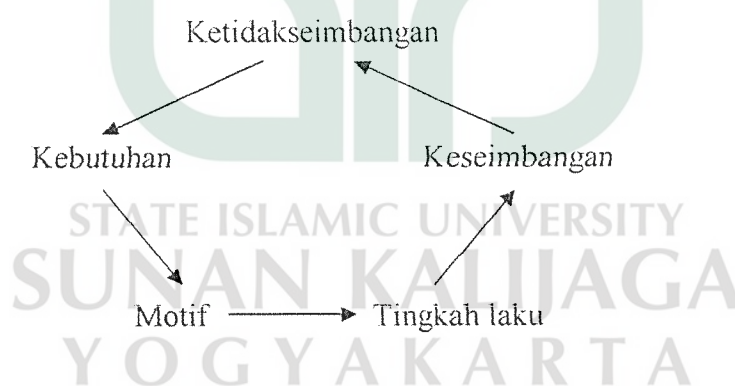 Ketidakseimbangan
Kebutuhan Keseimbangan
STATE ISLAMIC UNIVERSITY
SUNAN KALIJAGA
Motif Tingkah laku
YOGYAKARTA